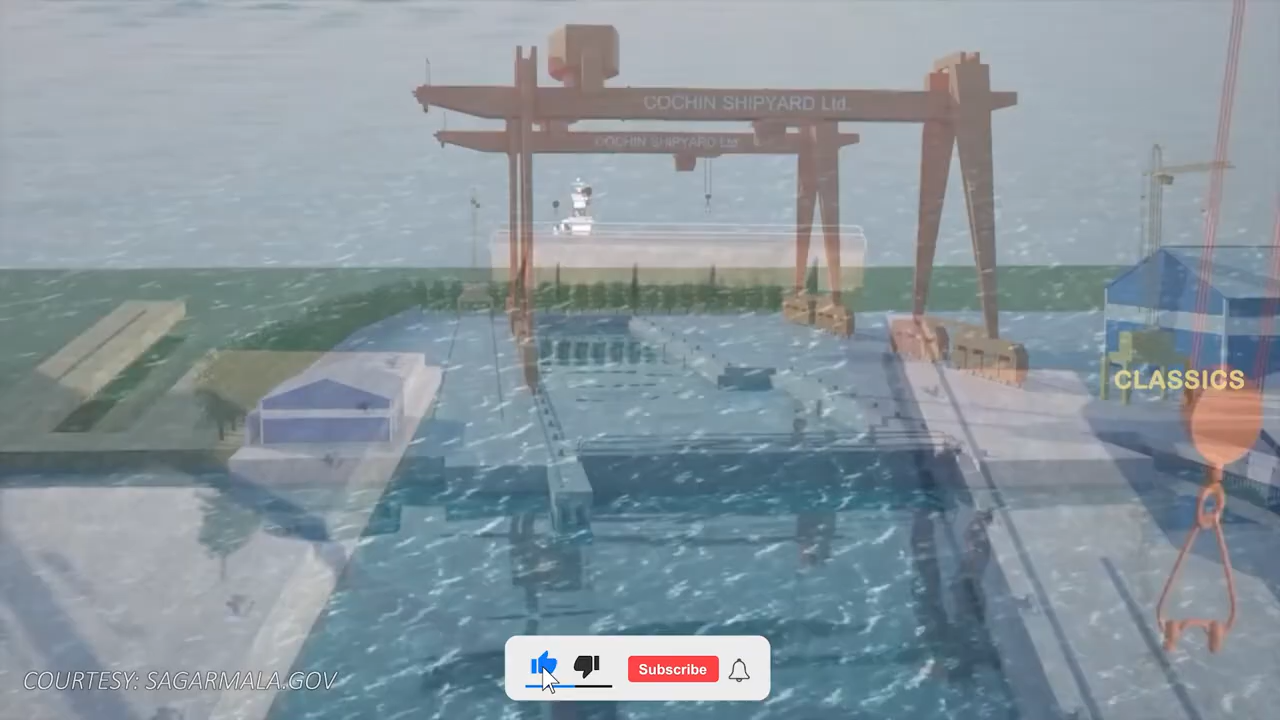 COCHIN SHIPYARD Ltd.
COCHIN SHIPYARD Ltd
CLASSICS
Subscribe
COURTESY: SAGARMALA.GOV